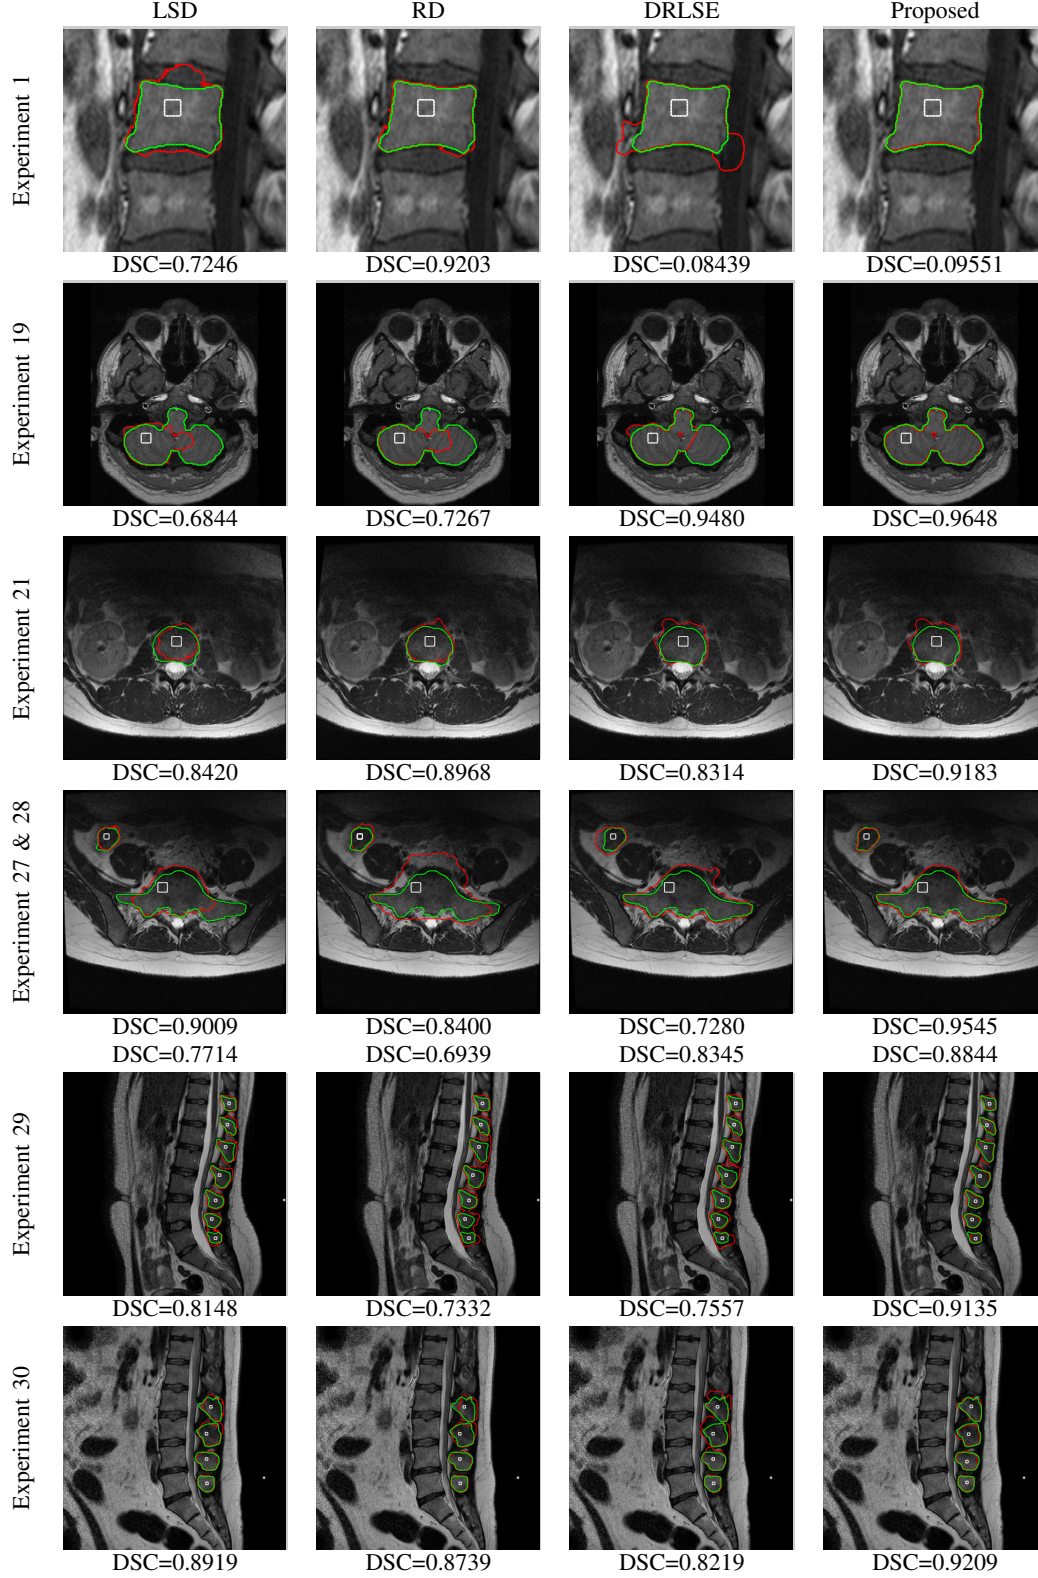 LSD RD DRLSE Proposed
Experiment 1
DSC=0.7246 DSC=0.9203 DSC=0.08439 DSC=0.09551
Experiment 19
DSC=0.6844 DSC=0.7267 DSC=0.9480 DSC=0.9648
Experiment 21
DSC=0.8420 DSC=0.8968 DSC=0.8314 DSC=0.9183
Experiment 27 & 28
DSC=0.9009 DSC=0.8400 DSC=0.7280 DSC=0.9545
DSC=0.7714 DSC=0.6939 DSC=0.8345 DSC=0.8844
Experiment 29
DSC=0.8148 DSC=0.7332 DSC=0.7557 DSC=0.9135
Experiment 30
DSC=0.8919 DSC=0.8739 DSC=0.8219 DSC=0.9209